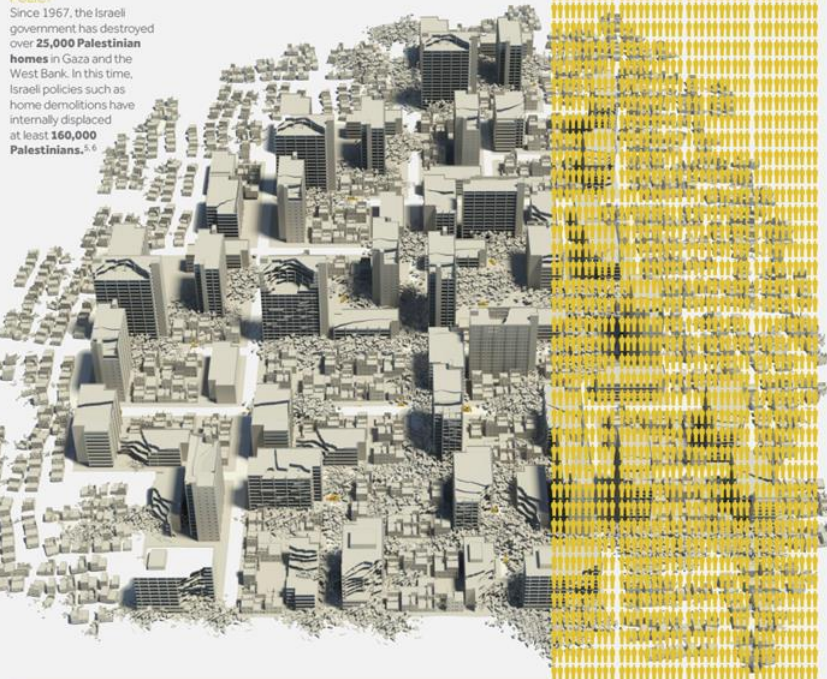 Since 1967, the Israeli
government has destroyed
over 25,000 Palestinian
homes in Gaza and the
West Bank. In this time,
Israeli policies such as
home demolitions have
internally displaced
at least 160,000
Palestinians.5,6